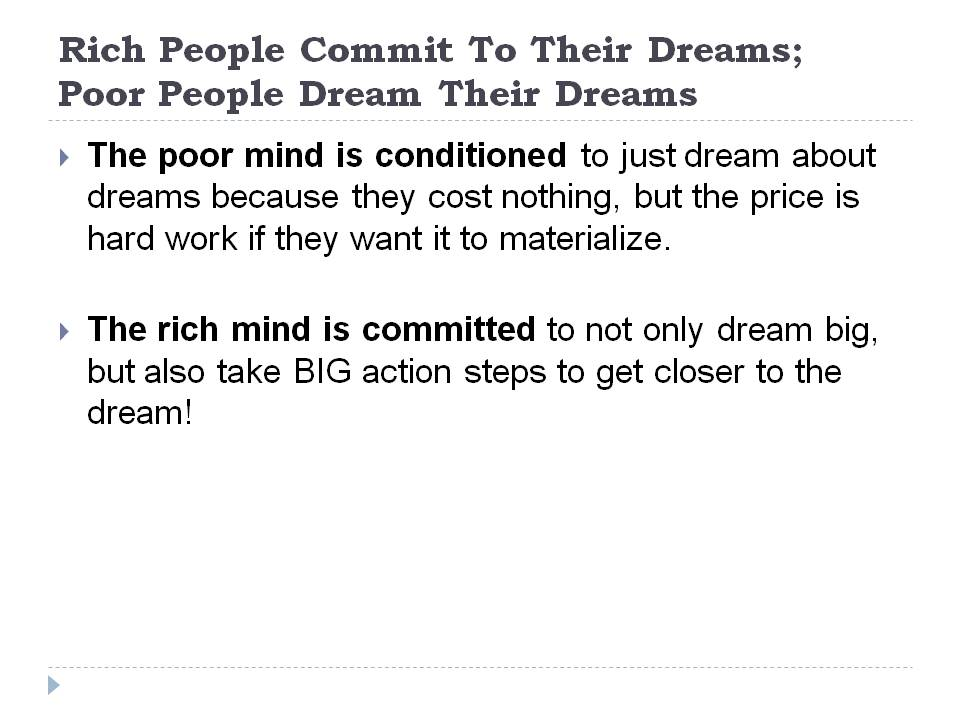 Rich People Commit To Their Dreams;
Poor People Dream Their Dreams
The poor mind is conditioned to just dream about
dreams because they cost nothing, but the price is
hard work if they want it to materialize.
The rich mind is committed to not only dream big,
but also take BIG action steps to get closer to the
dream!